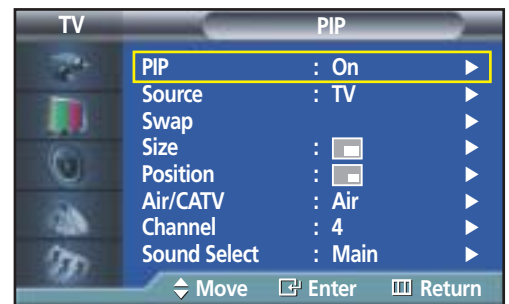 TV PIP
PIP : On
Source : TV
Swap
Size :
Position :
Air/CATV : Air
Channel : 4
Sound Select : Main
Move Enter Return